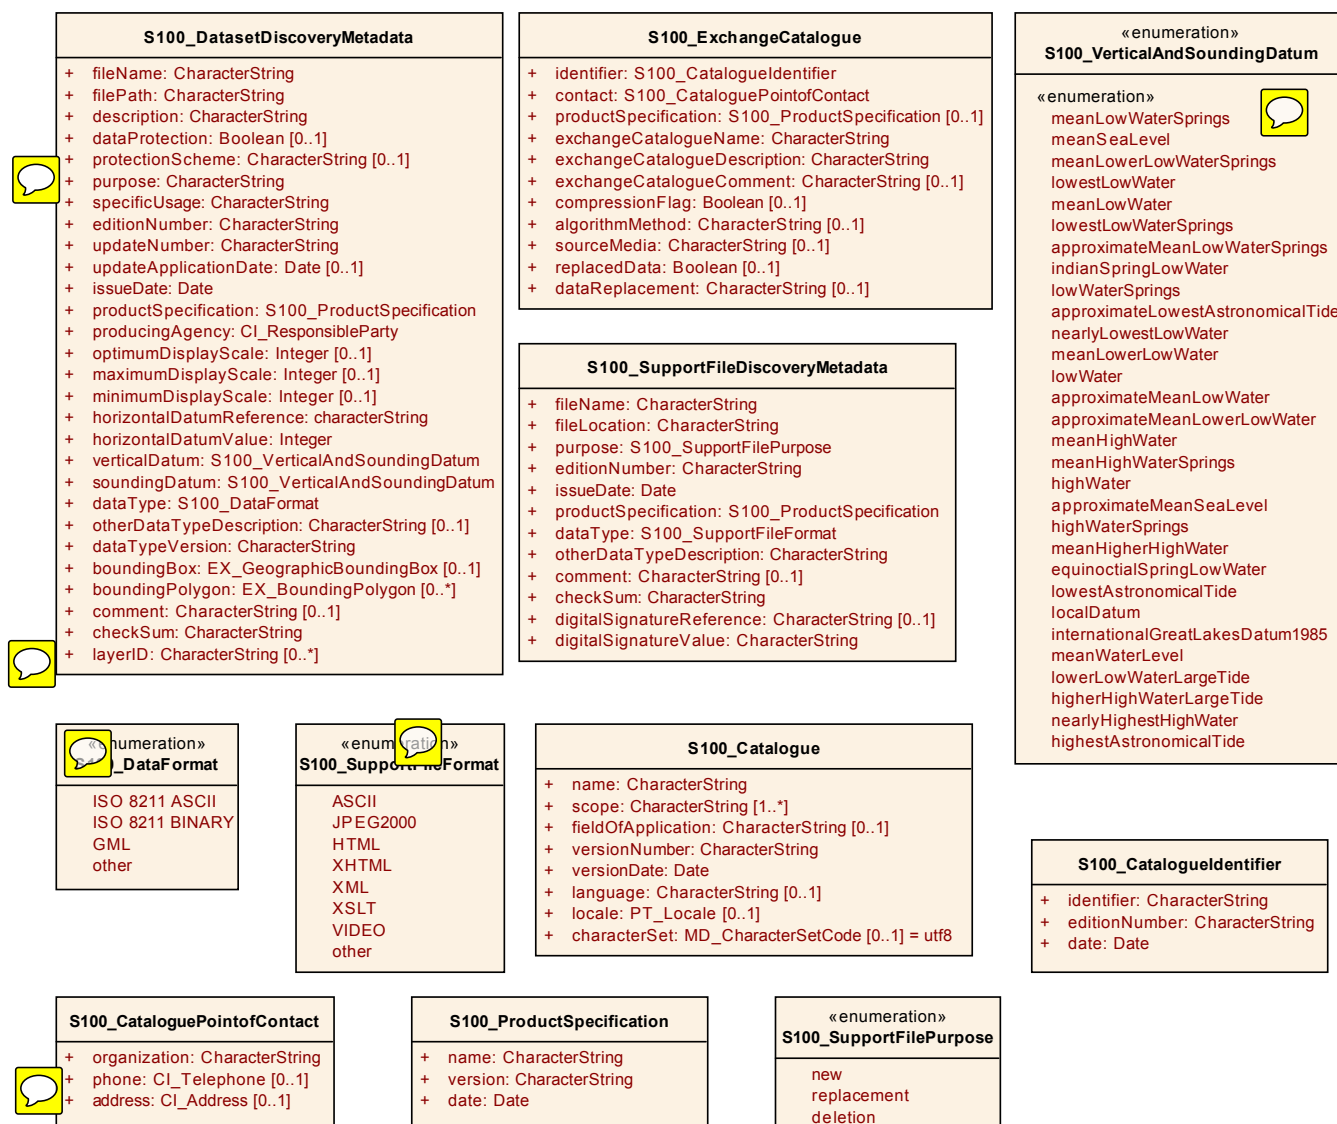 S100_DatasetDiscoveryMetadata
+ fileName: CharacterString
+ filePath: CharacterString
+ description: CharacterString
+ dataProtection: Boolean [0..1]
+ protectionScheme: CharacterString [0..1]
+ purpose: CharacterString
+ specificUsage: CharacterString
+ editionNumber: CharacterString
+ updateNumber: CharacterString
+ updateApplicationDate: Date [0..1]
+ issueDate: Date
+ productSpecification: S100_ProductSpecification
+ producingAgency: CI_ResponsibleParty
+ optimumDisplayScale: Integer [0..1]
+ maximumDisplayScale: Integer [0..1]
+ minimumDisplayScale: Integer [0..1]
+ horizontalDatumReference: characterString
+ horizontalDatumValue: Integer
+ verticalDatum: S100_VerticalAndSoundingDatum
+ soundingDatum: S100_VerticalAndSoundingDatum
+ dataType: S100_DataFormat
+ otherDataTypeDescription: CharacterString [0..1]
+ dataTypeVersion: CharacterString
+ boundingBox: EX_GeographicBoundingBox [0..1]
+ boundingPolygon: EX_BoundingPolygon [0..*]
+ comment: CharacterString [0..1]
+ checkSum: CharacterString
+ layerID: CharacterString [0..*]
S100_ExchangeCatalogue
+ identifier: S100_CatalogueIdentifier
+ contact: S100_CataloguePointofContact
+ productSpecification: S100_ProductSpecification [0..1]
+ exchangeCatalogueName: CharacterString
+ exchangeCatalogueDescription: CharacterString
+ exchangeCatalogueComment: CharacterString [0..1]
+ compressionFlag: Boolean [0..1]
+ algorithmMethod: CharacterString [0..1]
+ sourceMedia: CharacterString [0..1]
+ replacedData: Boolean [0..1]
+ dataReplacement: CharacterString [0..1]
S100_SupportFileDiscoveryMetadata
+ fileName: CharacterString
+ fileLocation: CharacterString
+ purpose: S100_SupportFilePurpose
+ editionNumber: CharacterString
+ issueDate: Date
+ productSpecification: S100_ProductSpecification
+ dataType: S100_SupportFileFormat
+ otherDataTypeDescription: CharacterString
+ comment: CharacterString [0..1]
+ checkSum: CharacterString
+ digitalSignatureReference: CharacterString [0..1]
+ digitalSignatureValue: CharacterString
«enumeration»
S100_VerticalAndSoundingDatum
«enumeration»
meanLowWaterSprings
meanSeaLevel
meanLowerLowWaterSprings
lowestLowWater
meanLowWater
lowestLowWaterSprings
approximateMeanLowWaterSprings
indianSpringLowWater
lowWaterSprings
approximateLowestAstronomicalTide
nearlyLowestLowWater
meanLowerLowWater
lowWater
approximateMeanLowWater
approximateMeanLowerLowWater
meanHighWater
meanHighWaterSprings
highWater
approximateMeanSeaLevel
highWaterSprings
meanHigherHighWater
equinoctialSpringLowWater
lowestAstronomicalTide
localDatum
internationalGreatLakesDatum1985
meanWaterLevel
lowerLowWaterLargeTide
higherHighWaterLargeTide
nearlyHighestHighWater
highestAstronomicalTide
«enumeration»
S100_DataFormat
ISO 8211 ASCII
ISO 8211 BINARY
GML
other
«enumeration»
S100_SupportFileFormat
ASCII
JPEG2000
HTML
XHTML
XML
XSLT
VIDEO
other
S100_Catalogue
+ name: CharacterString
+ scope: CharacterString [1..*]
+ fieldOfApplication: CharacterString [0..1]
+ versionNumber: CharacterString
+ versionDate: Date
+ language: CharacterString [0..1]
+ locale: PT_Locale [0..1]
+ characterSet: MD_CharacterSetCode [0..1] = utf8
S100_CatalogueIdentifier
+ identifier: CharacterString
+ editionNumber: CharacterString
+ date: Date
S100_CataloguePointofContact
+ organization: CharacterString
+ phone: CI_Telephone [0..1]
+ address: CI_Address [0..1]
S100_ProductSpecification
+ name: CharacterString
+ version: CharacterString
+ date: Date
«enumeration»
S100_SupportFilePurpose
new
replacement
deletion